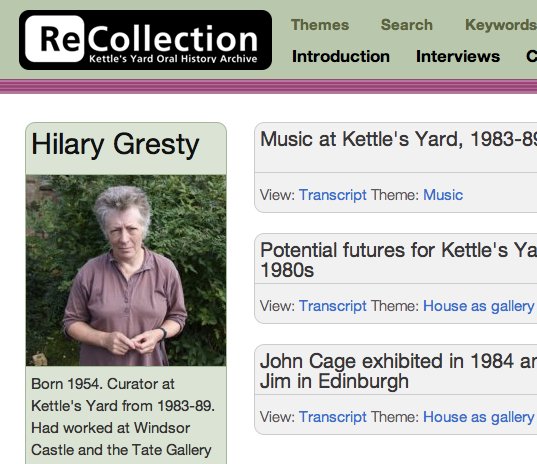 ReCollection
Kettle's Yard Oral History Archive
Themes Search Keywords
Introduction Interviews
Hilary Gresty
Born 1954. Curator at
Kettle's Yard from 1983-89.
Had worked at Windsor
Castle and the Tate Gallery
Music at Kettle's Yard, 1983-89
View: Transcript Theme: Music
Potential futures for Kettle's Ya
1980s
View: Transcript Theme: House as gallery
John Cage exhibited in 1984 an
Jim in Edinburgh
View: Transcript Theme: House as gallery